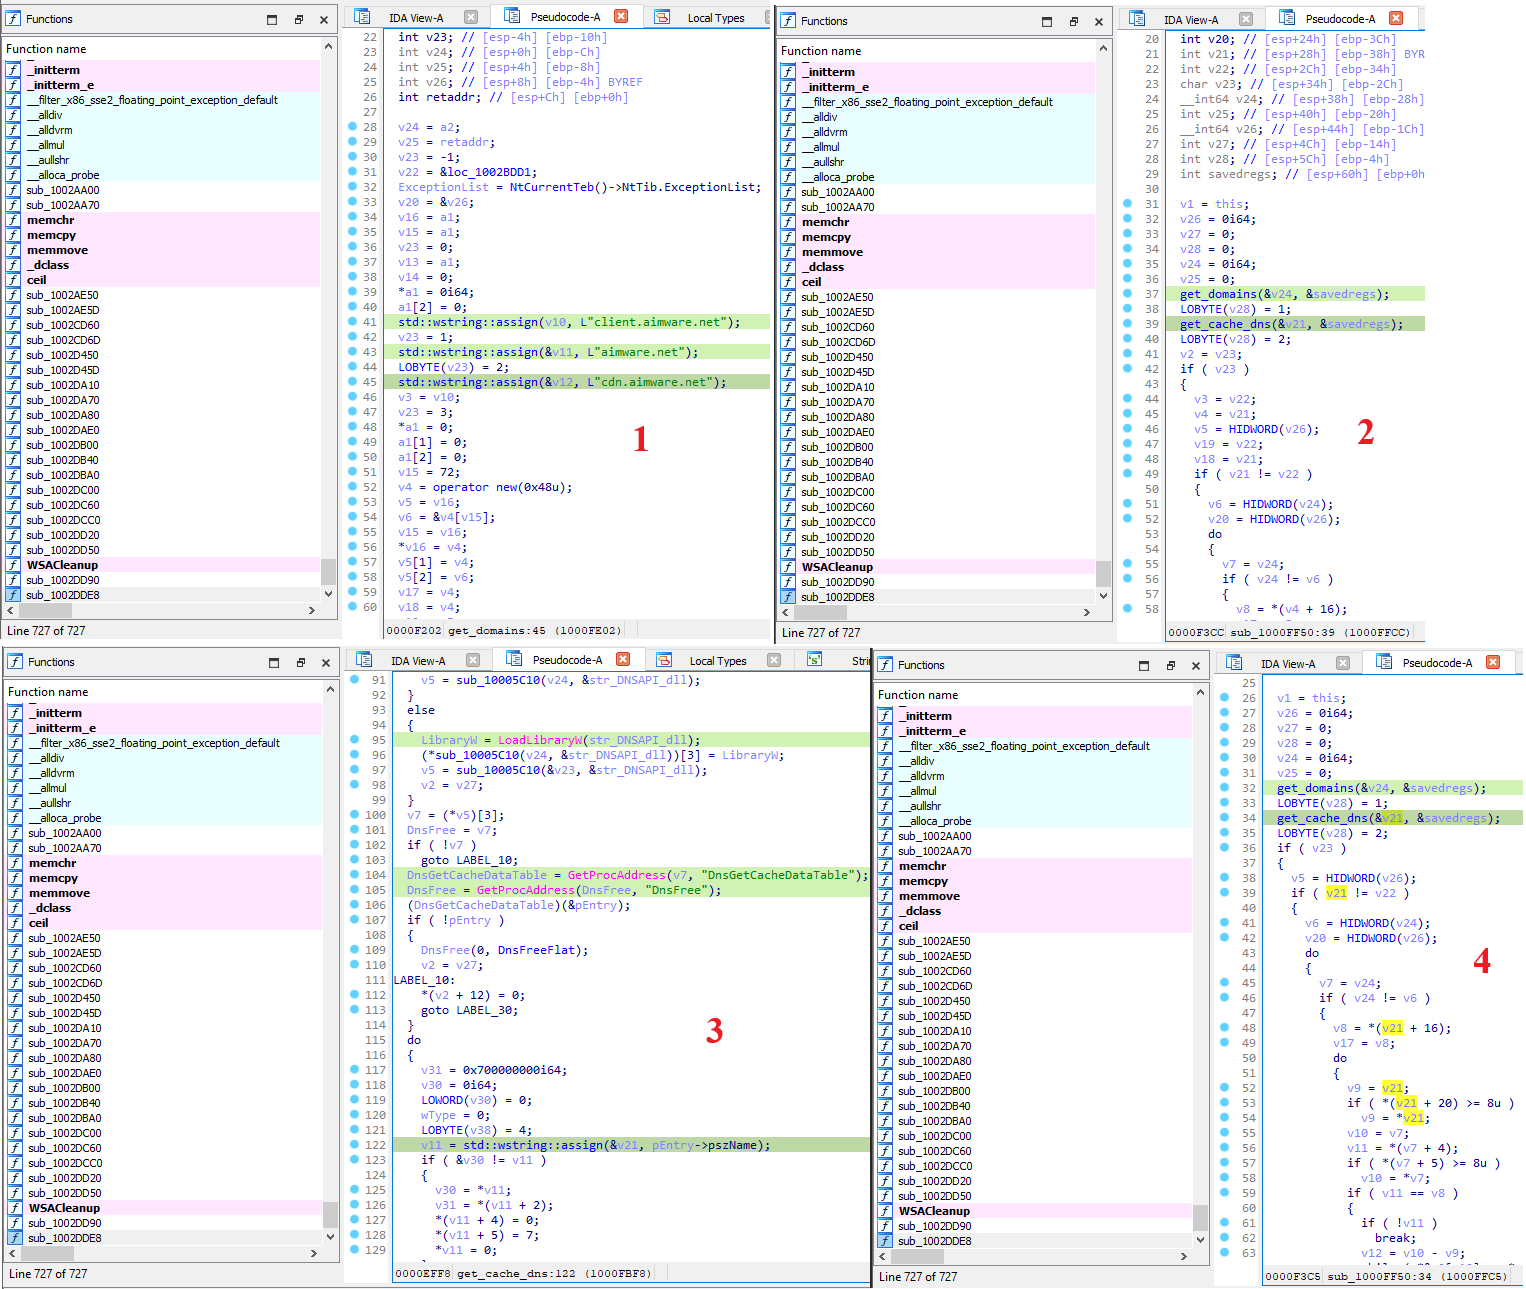 Functions
Function name
_initterm
_initterm_e
__filter_x86_sse2_floating_point_exception_default
__alldiv
__alldvrm
__allmul
__aullshr
__alloca_probe
sub_1002AA00
sub_1002AA70
memchr
memcpy
memmove
_dclass
ceil
sub_1002AE50
sub_1002AE5D
sub_1002CD60
sub_1002CD6D
sub_1002D450
sub_1002D45D
sub_1002DA10
sub_1002DA70
sub_1002DA80
sub_1002DAE0
sub_1002DB00
sub_1002DB40
sub_1002DBA0
sub_1002DC00
sub_1002DC60
sub_1002DCC0
sub_1002DD20
sub_1002DD50
WSACleanup
sub_1002DD90
sub_1002DDE8
Line 727 of 727
IDA View-A Pseudocode-A Local Types
22 int v23; // [esp-4h] [ebp-10h]
23 int v24; // [esp+0h] [ebp-Ch]
24 int v25; // [esp+4h] [ebp-8h]
25 int v26; // [esp+8h] [ebp-4h] BYREF
26 int retaddr; // [esp+Ch] [ebp+0h]
27
28 v24 = a2;
29 v25 = retaddr;
30 v23 = -1;
31 v22 = &loc_1002BDD1;
32 ExceptionList = NtCurrentTeb()->NtTib.ExceptionList;
33 v20 = &v26;
34 v16 = a1;
35 v15 = a1;
36 v23 = 0;
37 v13 = a1;
38 v14 = 0;
39 *a1 = 0i64;
40 a1[2] = 0;
41 std::wstring::assign(v10, L"client.aimware.net");
42 v23 = 1;
43 std::wstring::assign(&v11, L"aimware.net");
44 LOBYTE(v23) = 2;
45 std::wstring::assign(&v12, L"cdn.aimware.net");
46 v3 = v10;
47 v23 = 3;
48 *a1 = 0;
49 a1[1] = 0;
50 a1[2] = 0;
51 v15 = 72;
52 v4 = operator new(0x48u);
53 v5 = v16;
54 v6 = &v4[v15];
55 v15 = v16;
56 *v16 = v4;
57 v5[1] = v4;
58 v5[2] = v6;
59 v17 = v4;
60 v18 = v4;
1
0000F202 get_domains:45 (1000FE02)
Functions
Function name
_initterm
_initterm_e
__filter_x86_sse2_floating_point_exception_default
__alldiv
__alldvrm
__allmul
__aullshr
__alloca_probe
sub_1002AA00
sub_1002AA70
memchr
memcpy
memmove
_dclass
ceil
sub_1002AE50
sub_1002AE5D
sub_1002CD60
sub_1002CD6D
sub_1002D450
sub_1002D45D
sub_1002DA10
sub_1002DA70
sub_1002DA80
sub_1002DAE0
sub_1002DB00
sub_1002DB40
sub_1002DBA0
sub_1002DC00
sub_1002DC60
sub_1002DCC0
sub_1002DD20
sub_1002DD50
WSACleanup
sub_1002DD90
sub_1002DDE8
Line 727 of 727
IDA View-A Pseudocode-A
20 int v20; // [esp+24h] [ebp-3Ch]
21 int v21; // [esp+28h] [ebp-38h] BYR
22 int v22; // [esp+2Ch] [ebp-34h]
23 char v23; // [esp+34h] [ebp-2Ch]
24 __int64 v24; // [esp+38h] [ebp-28h]
25 int v25; // [esp+40h] [ebp-20h]
26 __int64 v26; // [esp+44h] [ebp-1Ch]
27 int v27; // [esp+4Ch] [ebp-14h]
28 int v28; // [esp+5Ch] [ebp-4h]
29 int savedregs; // [esp+60h] [ebp+0h
30
31 v1 = this;
32 v26 = 0i64;
33 v27 = 0;
34 v28 = 0;
35 v24 = 0i64;
36 v25 = 0;
37 get_domains(&v24, &savedregs);
38 LOBYTE(v28) = 1;
39 get_cache_dns(&v21, &savedregs);
40 LOBYTE(v28) = 2;
41 v2 = v23;
42 if ( v23 )
43 {
44 v3 = v22;
45 v4 = v21;
46 v5 = HIDWORD(v26);
47 v19 = v22;
48 v18 = v21;
49 if ( v21 != v22 )
50 {
51 v6 = HIDWORD(v24);
52 v20 = HIDWORD(v26);
53 do
54 {
55 v7 = v24;
56 if ( v24 != v6 )
57 {
58 v8 = *(v4 + 16);
2
0000F3CC sub_1000FF50:39 (1000FFCC)
Functions
Function name
_initterm
_initterm_e
__filter_x86_sse2_floating_point_exception_default
__alldiv
__alldvrm
__allmul
__aullshr
__alloca_probe
sub_1002AA00
sub_1002AA70
memchr
memcpy
memmove
_dclass
ceil
sub_1002AE50
sub_1002AE5D
sub_1002CD60
sub_1002CD6D
sub_1002D450
sub_1002D45D
sub_1002DA10
sub_1002DA70
sub_1002DA80
sub_1002DAE0
sub_1002DB00
sub_1002DB40
sub_1002DBA0
sub_1002DC00
sub_1002DC60
sub_1002DCC0
sub_1002DD20
sub_1002DD50
WSACleanup
sub_1002DD90
sub_1002DDE8
Line 727 of 727
IDA View-A Pseudocode-A Local Types Stri
91 v5 = sub_10005C10(v24, &str_DNSAPI_dll);
92 }
93 else
94 {
95 LibraryW = LoadLibraryW(str_DNSAPI_dll);
96 (*sub_10005C10(v24, &str_DNSAPI_dll))[3] = LibraryW;
97 v5 = sub_10005C10(&v23, &str_DNSAPI_dll);
98 v2 = v27;
99 }
100 v7 = (*v5)[3];
101 DnsFree = v7;
102 if ( !v7 )
103 goto LABEL_10;
104 DnsGetCacheDataTable = GetProcAddress(v7, "DnsGetCacheDataTable");
105 DnsFree = GetProcAddress(DnsFree, "DnsFree");
106 (DnsGetCacheDataTable)(&pEntry);
107 if ( !pEntry )
108 {
109 DnsFree(0, DnsFreeFlat);
110 v2 = v27;
111 LABEL_10:
112 *(v2 + 12) = 0;
113 goto LABEL_30;
114 }
115 do
116 {
117 v31 = 0x700000000i64;
118 v30 = 0i64;
119 LOWORD(v30) = 0;
120 wType = 0;
121 LOBYTE(v38) = 4;
122 v11 = std::wstring::assign(&v21, pEntry->pszName);
123 if ( &v30 != v11 )
124 {
125 v30 = *v11;
126 v31 = *(v11 + 2);
127 *(v11 + 4) = 0;
128 *(v11 + 5) = 7;
129 *v11 = 0;
3
0000EFF8 get_cache_dns:122 (1000FBF8)
Functions
Function name
_initterm
_initterm_e
__filter_x86_sse2_floating_point_exception_default
__alldiv
__alldvrm
__allmul
__aullshr
__alloca_probe
sub_1002AA00
sub_1002AA70
memchr
memcpy
memmove
_dclass
ceil
sub_1002AE50
sub_1002AE5D
sub_1002CD60
sub_1002CD6D
sub_1002D450
sub_1002D45D
sub_1002DA10
sub_1002DA70
sub_1002DA80
sub_1002DAE0
sub_1002DB00
sub_1002DB40
sub_1002DBA0
sub_1002DC00
sub_1002DC60
sub_1002DCC0
sub_1002DD20
sub_1002DD50
WSACleanup
sub_1002DD90
sub_1002DDE8
Line 727 of 727
IDA View-A Pseudocode-A
25
26 v1 = this;
27 v26 = 0i64;
28 v27 = 0;
29 v28 = 0;
30 v24 = 0i64;
31 v25 = 0;
32 get_domains(&v24, &savedregs);
33 LOBYTE(v28) = 1;
34 get_cache_dns(&v21, &savedregs);
35 LOBYTE(v28) = 2;
36 if ( v23 )
37 {
38 v5 = HIDWORD(v26);
39 if ( v21 != v22 )
40 {
41 v6 = HIDWORD(v24);
42 v20 = HIDWORD(v26);
43 do
44 {
45 v7 = v24;
46 if ( v24 != v6 )
47 {
48 v8 = *(v21 + 16);
49 v17 = v8;
50 do
51 {
52 v9 = v21;
53 if ( *(v21 + 20) >= 8u )
54 v9 = *v21;
55 v10 = v7;
56 v11 = *(v7 + 4);
57 if ( *(v7 + 5) >= 8u )
58 v10 = *v7;
59 if ( v11 == v8 )
60 {
61 if ( !v11 )
62 break;
63 v12 = v10 - v9;
4
0000F3C5 sub_1000FF50:34 (1000FFC5)